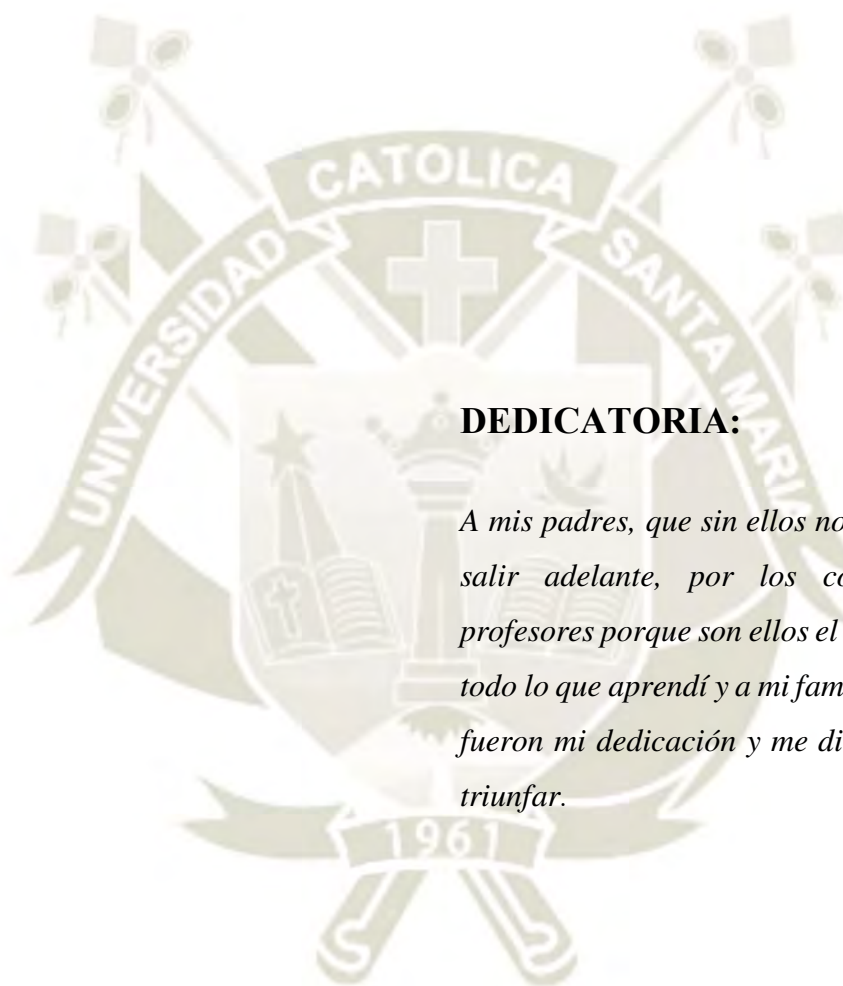 CATOLICA
UNIVERSIDAD
SANTA MARIA
DEDICATORIA:
A mis padres, que sin ellos no
salir adelante, por los co
profesores porque son ellos el
todo lo que aprendí y a mi fam
fueron mi dedicación y me di
triunfar.
1961